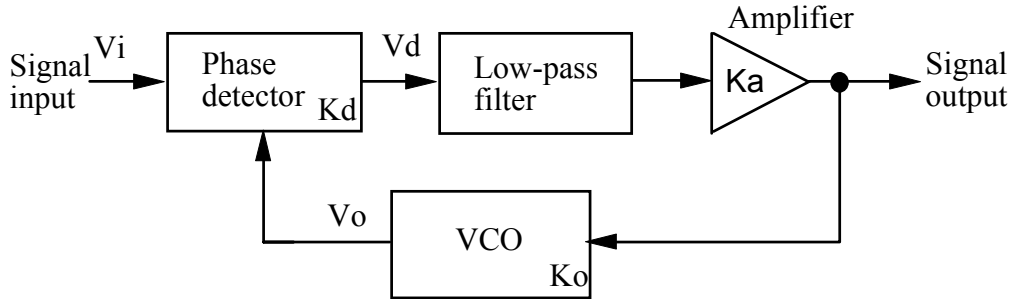 Amplifier
Signal
input
Vi
Phase
detector
Kd
Vd
Low-pass
filter
Ka
Signal
output
Vo
VCO
Ko